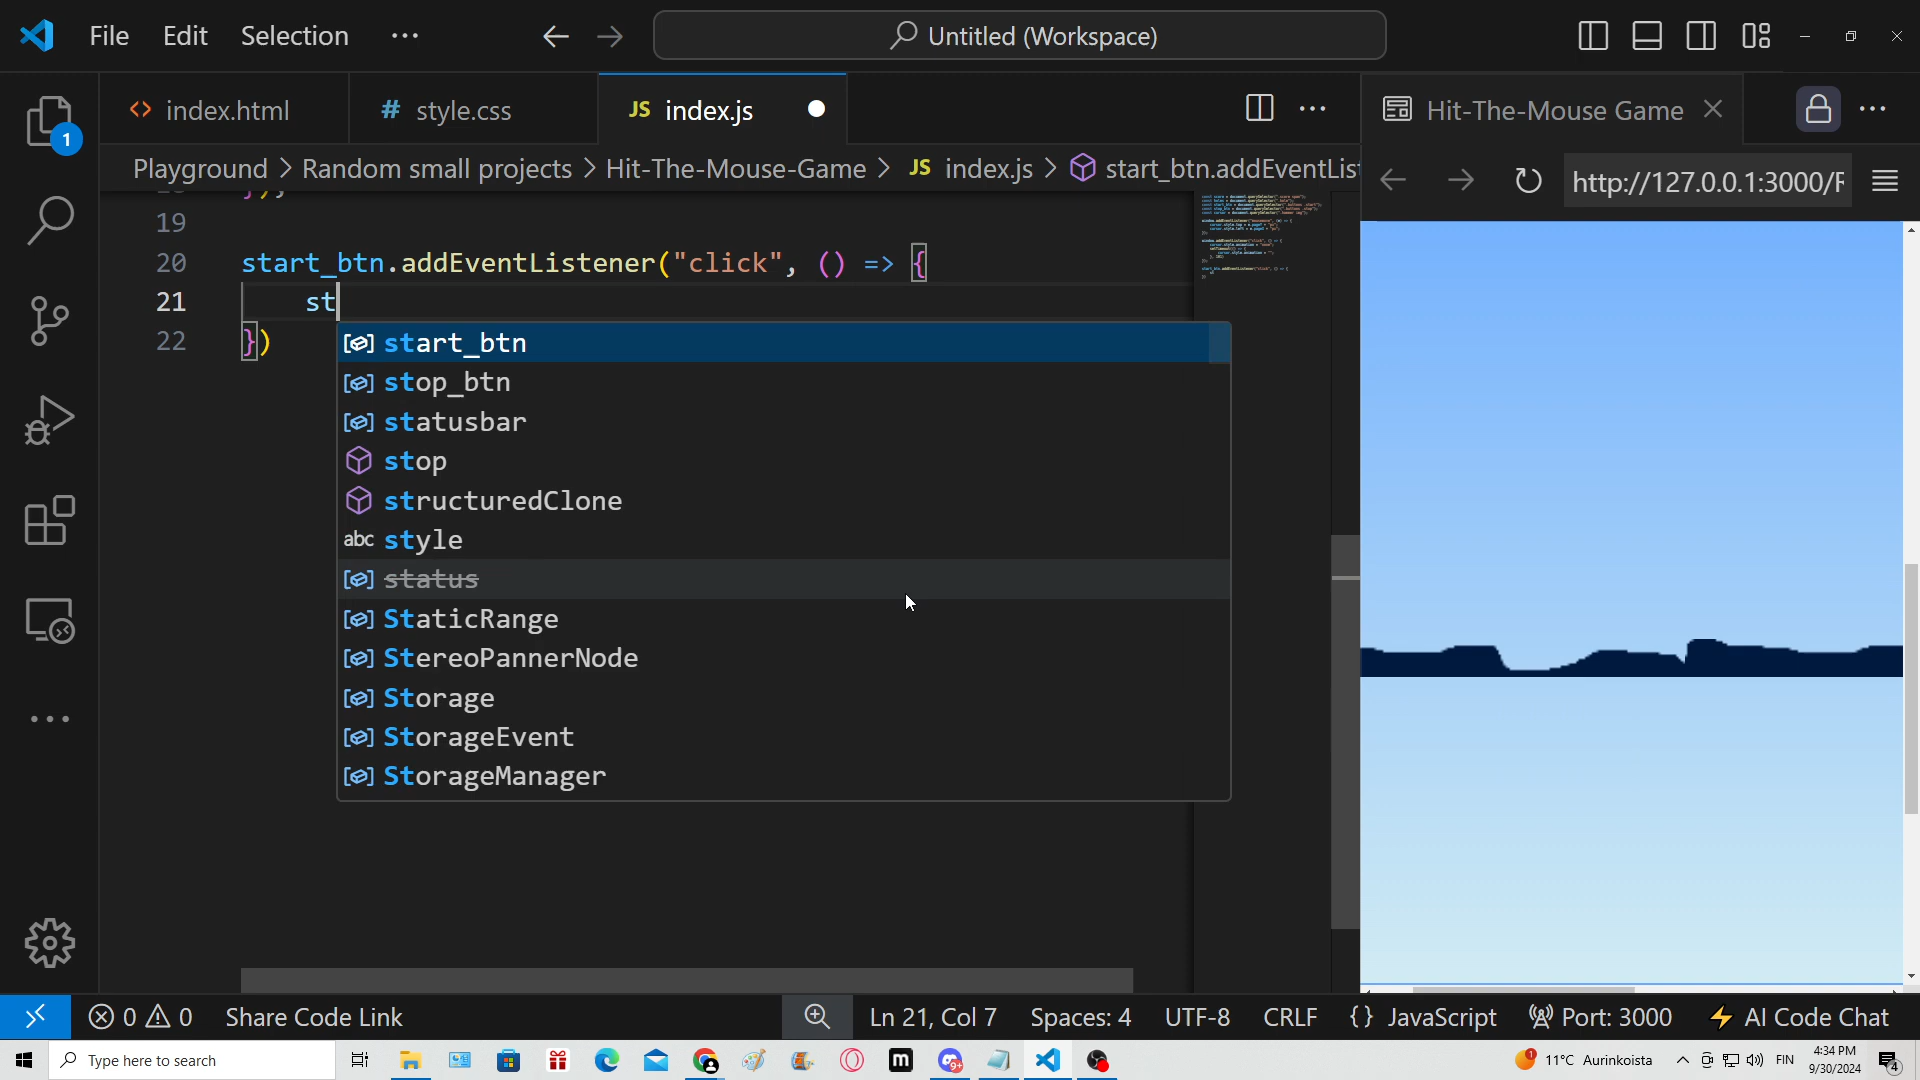 File Edit Selection ···
Untitled (Workspace)
index.html
# style.css
JS index.js
Hit-The-Mouse Game
Playground > Random small projects > Hit-The-Mouse-Game > JS index.js > start_btn.addEventList
http://127.0.0.1:3000/R
1
19
20 start_btn.addEventListener("click", () => {
21 st
22 })
start_btn
stop_btn
statusbar
stop
structuredClone
abc style
status
StaticRange
StereoPannerNode
Storage
StorageEvent
StorageManager
0 0 Share Code Link
Ln 21, Col 7 Spaces: 4 UTF-8 CRLF {} JavaScript Port: 3000 AI Code Chat
Type here to search
9+
m
1 11°C Aurinkoista
FIN
4:34 PM
9/30/2024
4